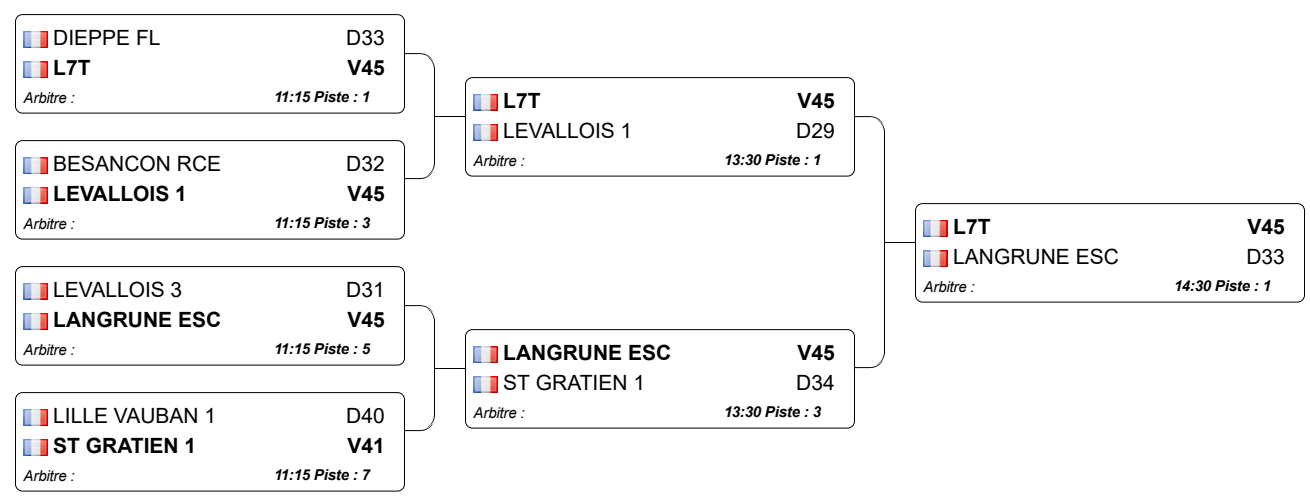 DIEPPE FL D33
L7T V45
Arbitre : 11:15 Piste : 1
BESANCON RCE D32
LEVALLOIS 1 V45
Arbitre : 11:15 Piste : 3
LEVALLOIS 3 D31
LANGRUNE ESC V45
Arbitre : 11:15 Piste : 5
LILLE VAUBAN 1 D40
ST GRATIEN 1 V41
Arbitre : 11:15 Piste : 7
L7T V45
LEVALLOIS 1 D29
Arbitre : 13:30 Piste : 1
LANGRUNE ESC V45
ST GRATIEN 1 D34
Arbitre : 13:30 Piste : 3
L7T V45
LANGRUNE ESC D33
Arbitre : 14:30 Piste : 1